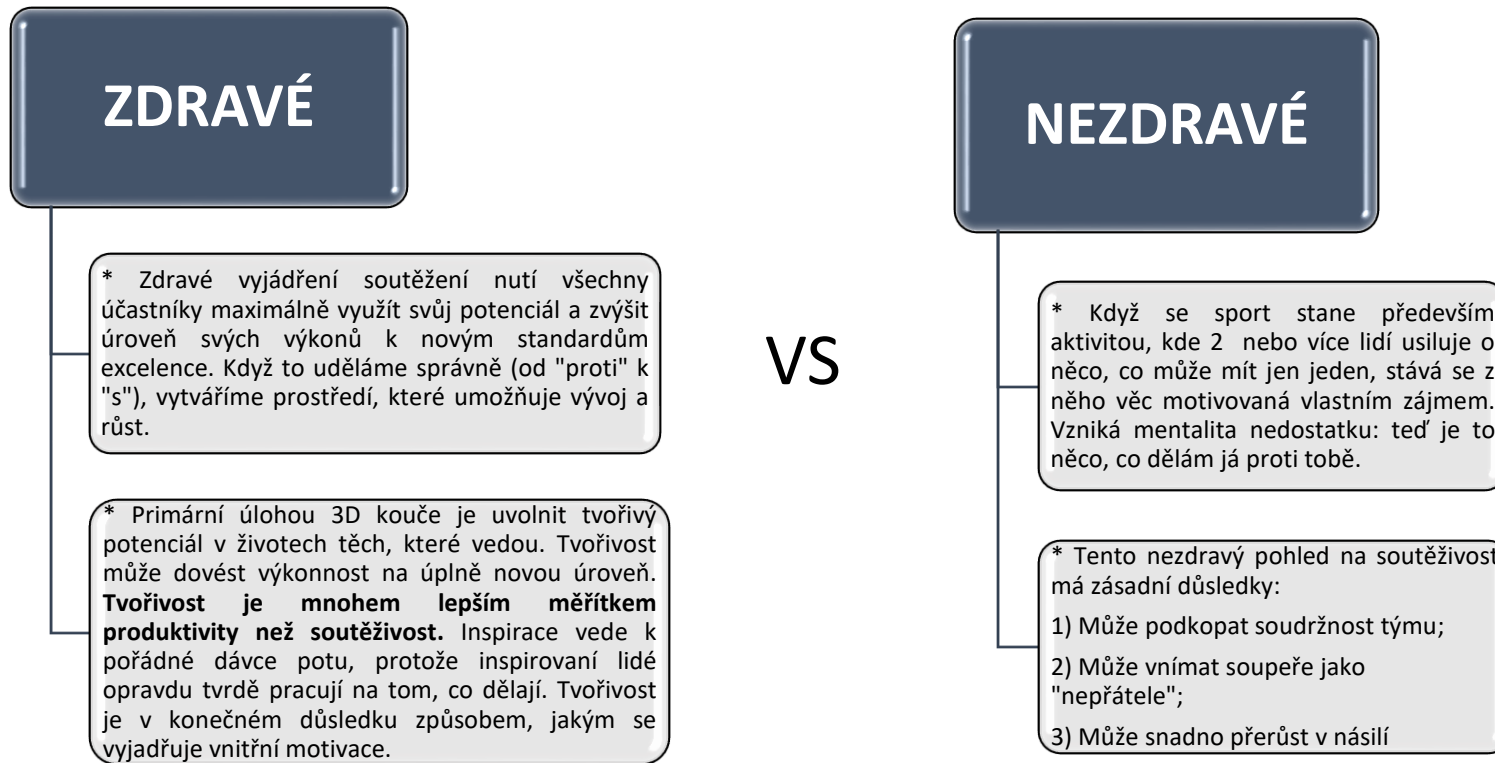 ZDRAVÉ
* Zdravé vyjádření soutěžení nutí všechny
účastníky maximálně využít svůj potenciál a zvýšit
úroveň svých výkonů k novým standardům
excelence. Když to uděláme správně (od "proti" k
"s"), vytváříme prostředí, které umožňuje vývoj a
růst.
* Primární úlohou 3D kouče je uvolnit tvořivý
potenciál v životech těch, které vedou. Tvořivost
může dovést výkonnost na úplně novou úroveň.
Tvořivost je mnohem lepším měřítkem
produktivity než soutěživost. Inspirace vede k
pořádné dávce potu, protože inspirovaní lidé
opravdu tvrdě pracují na tom, co dělají. Tvořivost
je v konečném důsledku způsobem, jakým se
vyjadřuje vnitřní motivace.
VS
NEZDRAVÉ
* Když se sport stane především
aktivitou, kde 2 nebo více lidí usiluje o
něco, co může mít jen jeden, stává se z
něho věc motivovaná vlastním zájmem.
Vzniká mentalita nedostatku: teď je to
něco, co dělám já proti tobě.
* Tento nezdravý pohled na soutěživost
má zásadní důsledky:
1) Může podkopat soudržnost týmu;
2) Může vnímat soupeře jako
"nepřátele";
3) Může snadno přerůst v násilí